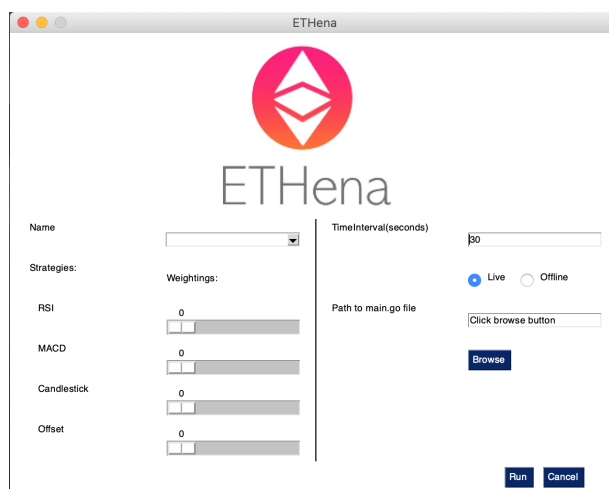 ETHena
ETHena
Name
Strategies:
Weightings:
RSI
0
MACD
0
Candlestick
0
Offset
0
TimeInterval(seconds)
30
Live
Offline
Path to main.go file
Click browse button
Browse
Run
Cancel